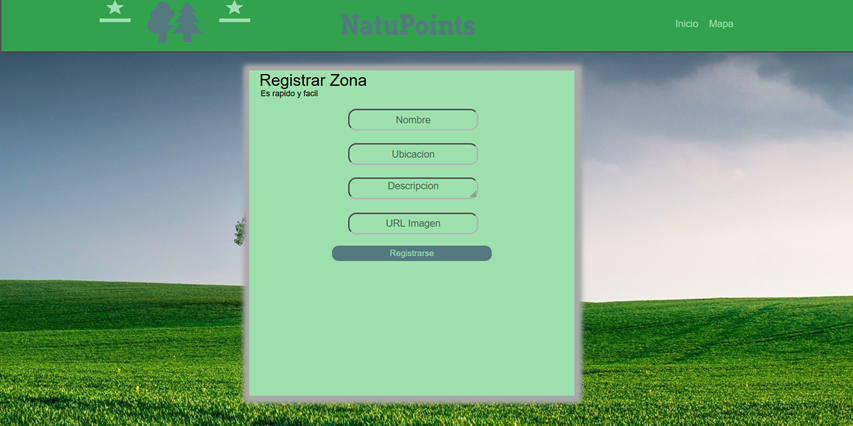 NatuPoints
Inicio Mapa
Registrar Zona
Es rapido y facil
Nombre
Ubicacion
Descripcion
URL Imagen
Registrarse